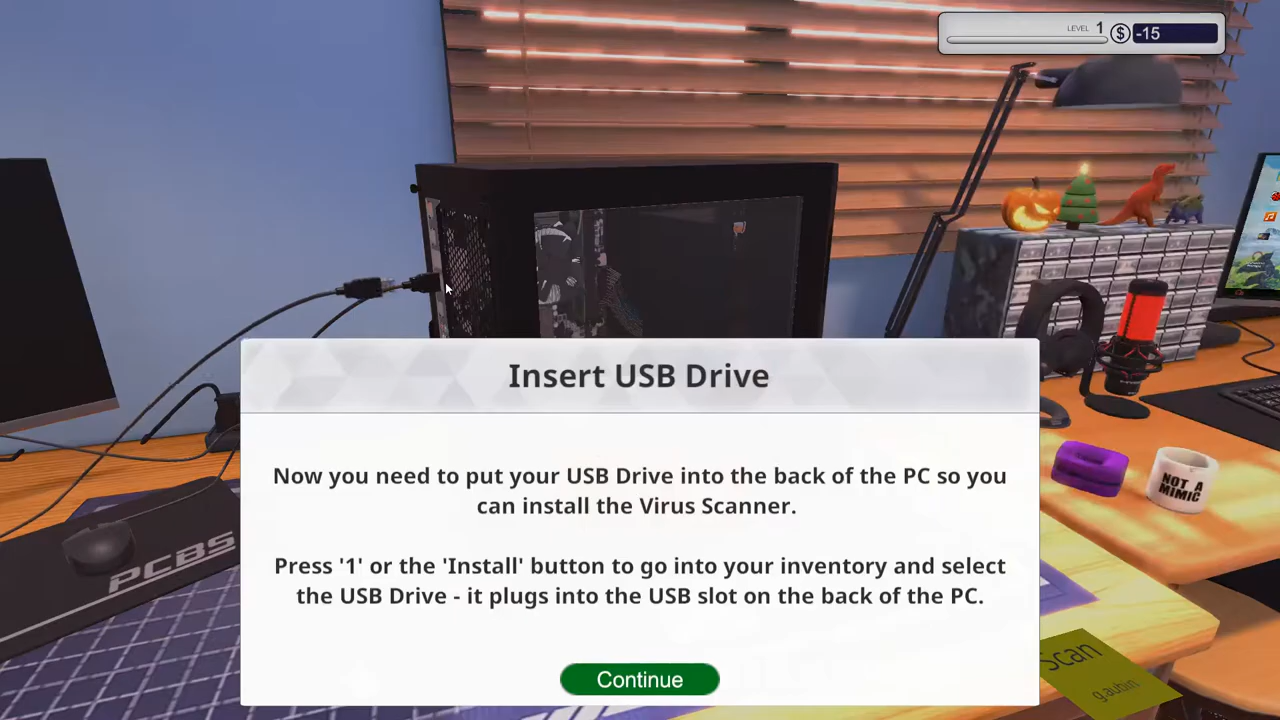 LEVEL 1 $ -15
Insert USB Drive
Now you need to put your USB Drive into the back of the PC so you
can install the Virus Scanner.
Press '1' or the 'Install' button to go into your inventory and select
the USB Drive - it plugs into the USB slot on the back of the PC.
Continue
NOT A
MIMIC
PCBS
Scan
g.aubin